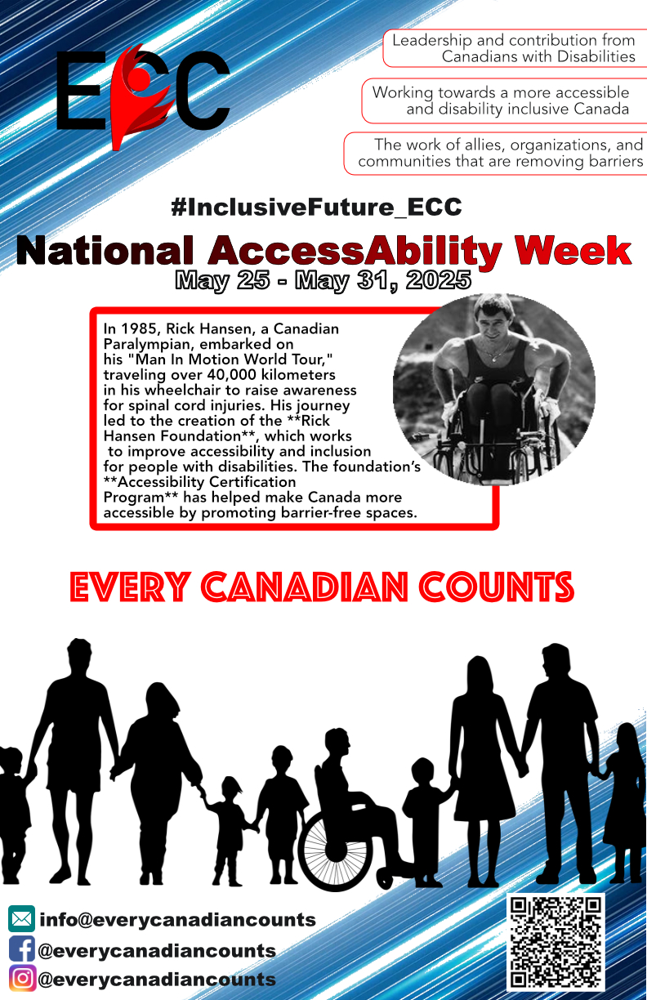 ECC
Leadership and contribution from
Canadians with Disabilities
Working towards a more accessible
and disability inclusive Canada
The work of allies, organizations, and
communities that are removing barriers
#InclusiveFuture_ECC
National AccessAbility Week
May 25 - May 31, 2025
In 1985, Rick Hansen, a Canadian
Paralympian, embarked on
his "Man In Motion World Tour,"
traveling over 40,000 kilometers
in his wheelchair to raise awareness
for spinal cord injuries. His journey
led to the creation of the **Rick
Hansen Foundation**, which works
to improve accessibility and inclusion
for people with disabilities. The foundation’s
**Accessibility Certification
Program** has helped make Canada more
accessible by promoting barrier-free spaces.
EVERY CANADIAN COUNTS
info@everycanadiancounts
@everycanadiancounts
@everycanadiancounts